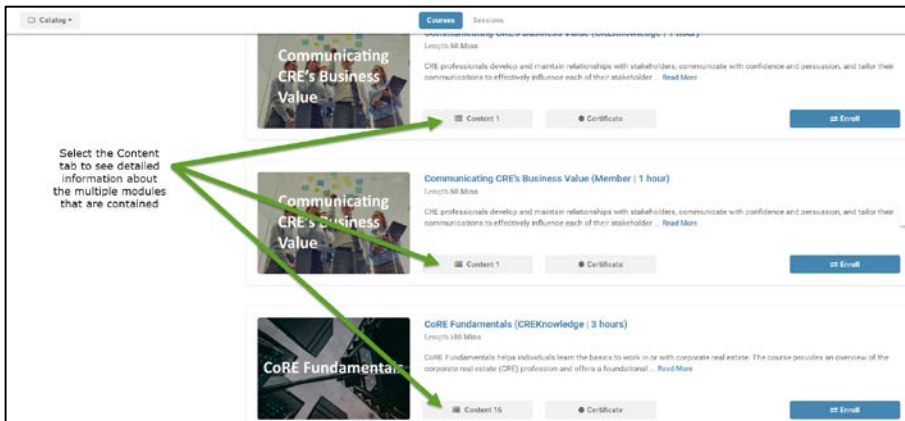 Catalog
Courses
Sessions
Communicating CRE's Business Value (CREKnowledge | 1 hour)
Length 60 Mins
CRE professionals develop and maintain relationships with stakeholders, communicate with confidence and persuasion, and tailor their
communications to effectively influence each of their stakeholder ... Read More
Communicating
CRE's Business
Value
Content 1
Certificate
Enroll
Select the Content
tab to see detailed
information about
the multiple modules
that are contained
Communicating CRE's Business Value (Member | 1 hour)
Length 60 Mins
CRE professionals develop and maintain relationships with stakeholders, communicate with confidence and persuasion, and tailor their
communications to effectively influence each of their stakeholder ... Read More
Communicating
CRE's Business
Value
Content 1
Certificate
Enroll
CoRE Fundamentals (CREKnowledge | 3 hours)
Length 180 Mins
CoRE Fundamentals helps individuals learn the basics to work in or with corporate real estate. The course provides an overview of the
corporate real estate (CRE) profession and offers a foundational ... Read More
CoRE Fundamentals
Content 16
Certificate
Enroll